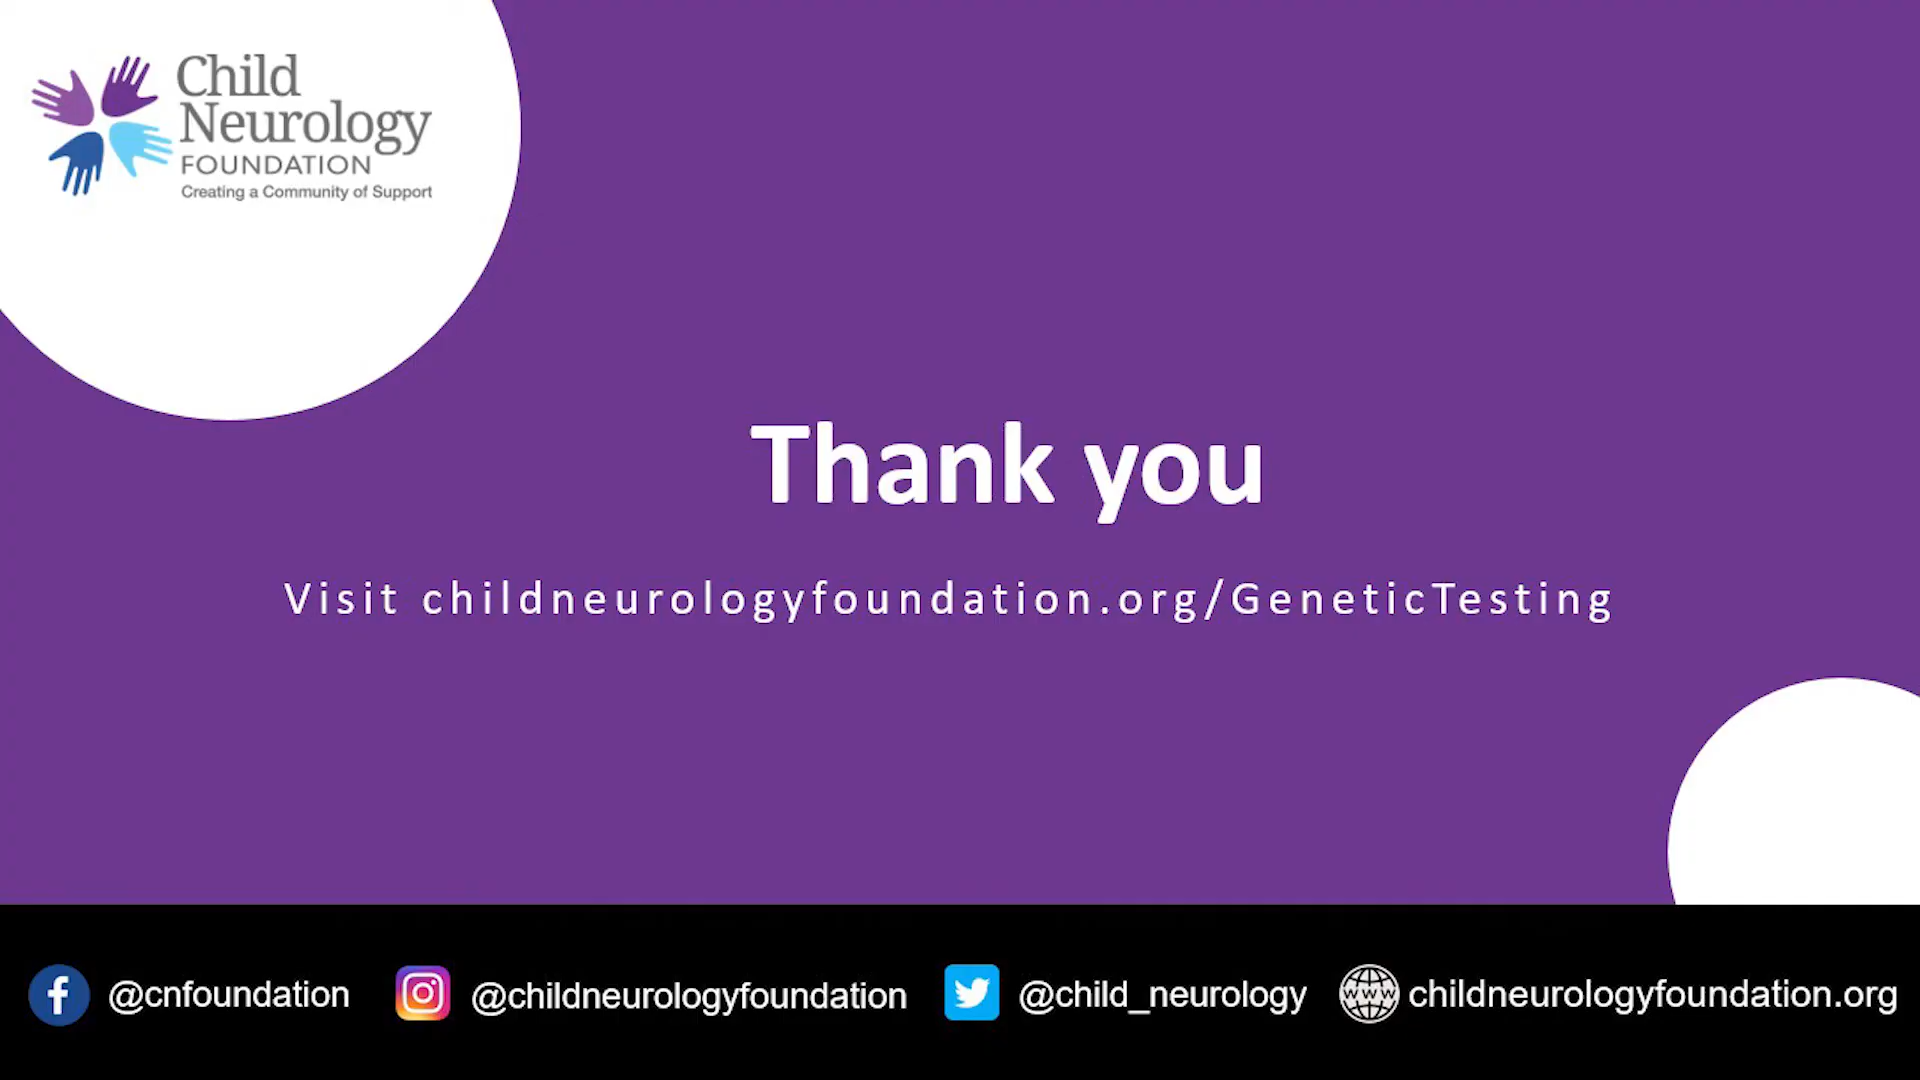 Child
Neurology
FOUNDATION
Creating a Community of Support
Thank you
Visit childneurologyfoundation.org/GeneticTesting
@cnfoundation
@childneurologyfoundation
@child_neurology
www
childneurologyfoundation.org